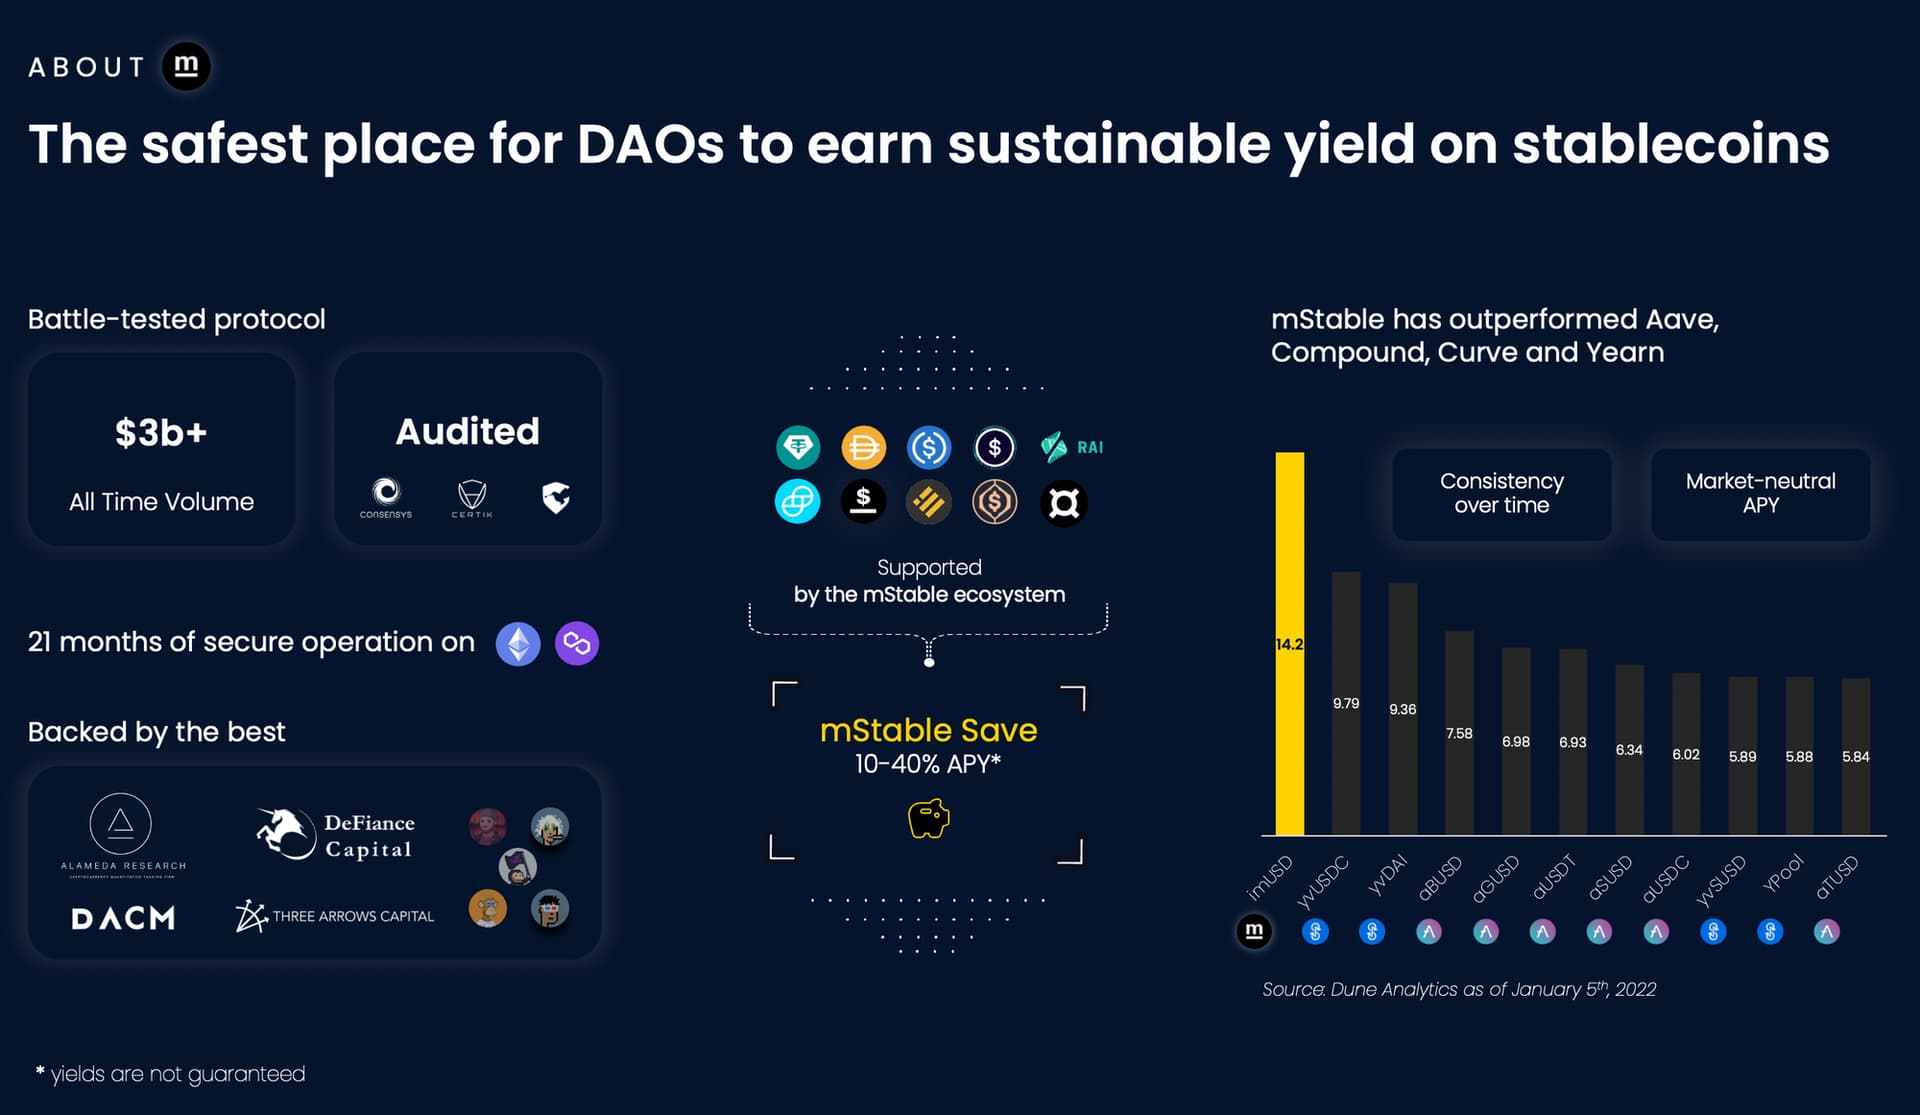 ABOUT m
The safest place for DAOs to earn sustainable yield on stablecoins
Battle-tested protocol
$3b+
All Time Volume
Audited
CONSENSYS
CERTIK
21 months of secure operation on
Backed by the best
ALAMEDA RESEARCH
CRYPTOCURRENCY QUANTITATIVE TRADING FIRM
DeFiance
Capital
DACM
THREE ARROWS CAPITAL
RAI
Supported
by the mStable ecosystem
mStable Save
10-40% APY*
mStable has outperformed Aave,
Compound, Curve and Yearn
Consistency
over time
Market-neutral
APY
14.2
9.79
9.36
7.58
6.98
6.93
6.34
6.02
5.89
5.88
5.84
imUSD
yvUSDC
yvDAI
aBUSD
aGUSD
aUSDT
aSUSD
aUSDC
yvSUSD
YPool
aTUSD
m
Source: Dune Analytics as of January 5th, 2022
* yields are not guaranteed